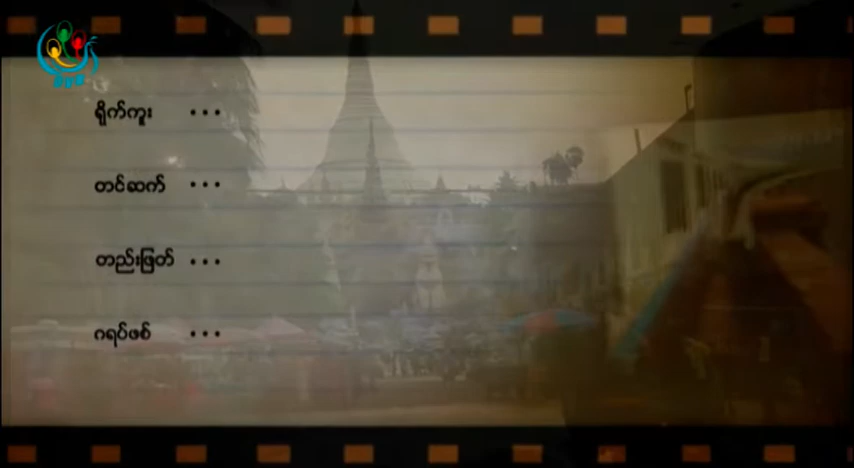 ရိုက်ကူး ...
တင်ဆက် ...
တည်းဖြတ် ...
ဂရပ်ဖစ် ...